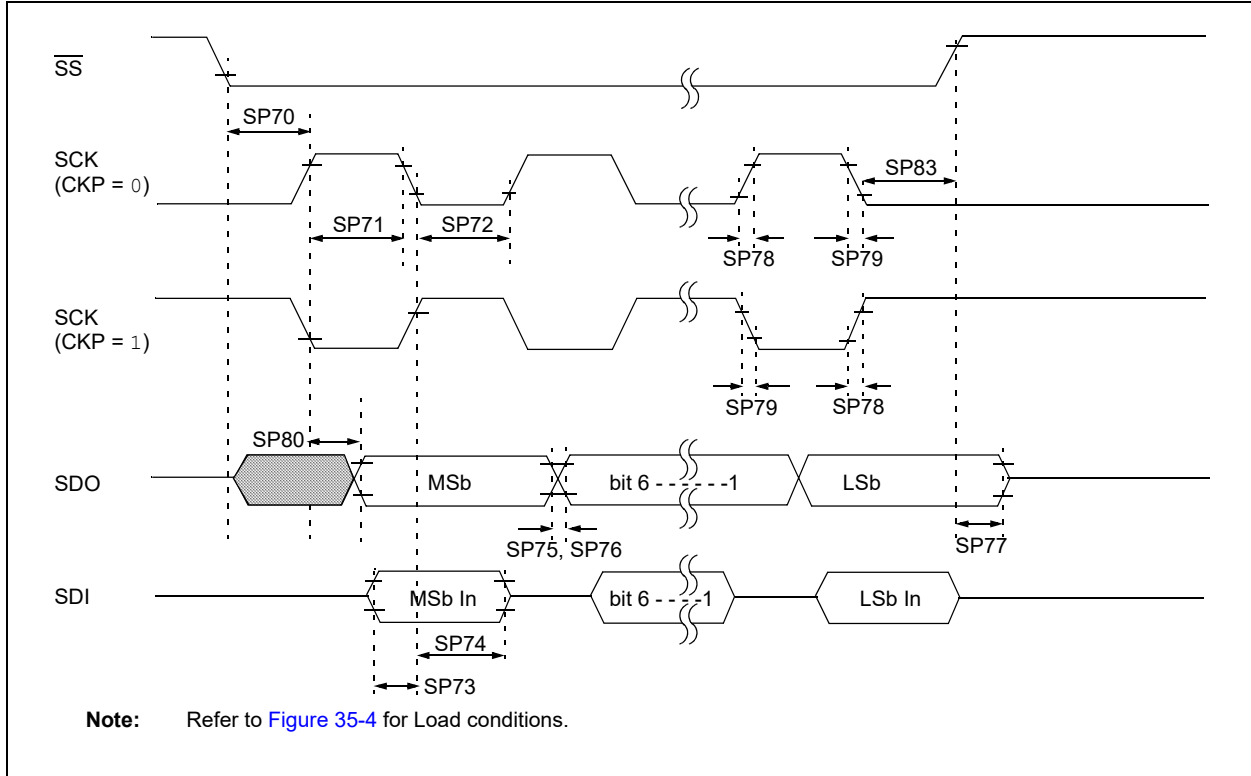 SS
SP70
SCK
(CKP = 0)
SP83
SP71
SP72
SP78
SP79
SCK
(CKP = 1)
SP79
SP78
SP80
SDO
MSb
bit 6 - - - - - -1
LSb
SP75, SP76
SP77
SDI
MSb In
bit 6 - - - -1
LSb In
SP74
SP73
Note: Refer to Figure 35-4 for Load conditions.